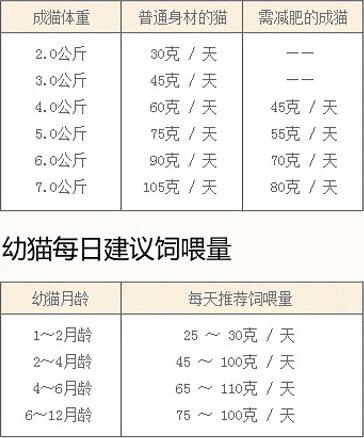 成猫体重 普通身材的猫 需减肥的成猫
2.0公斤 30克 / 天 ——
3.0公斤 45克 / 天 ——
4.0公斤 60克 / 天 45克 / 天
5.0公斤 75克 / 天 55克 / 天
6.0公斤 90克 / 天 70克 / 天
7.0公斤 105克 / 天 80克 / 天
幼猫每日建议饲喂量
幼猫月龄 每天推荐饲喂量
1～2月龄 25 ～ 30克 / 天
2～4月龄 45 ～ 100克 / 天
4～6月龄 65 ～ 110克 / 天
6～12月龄 75 ～ 100克 / 天